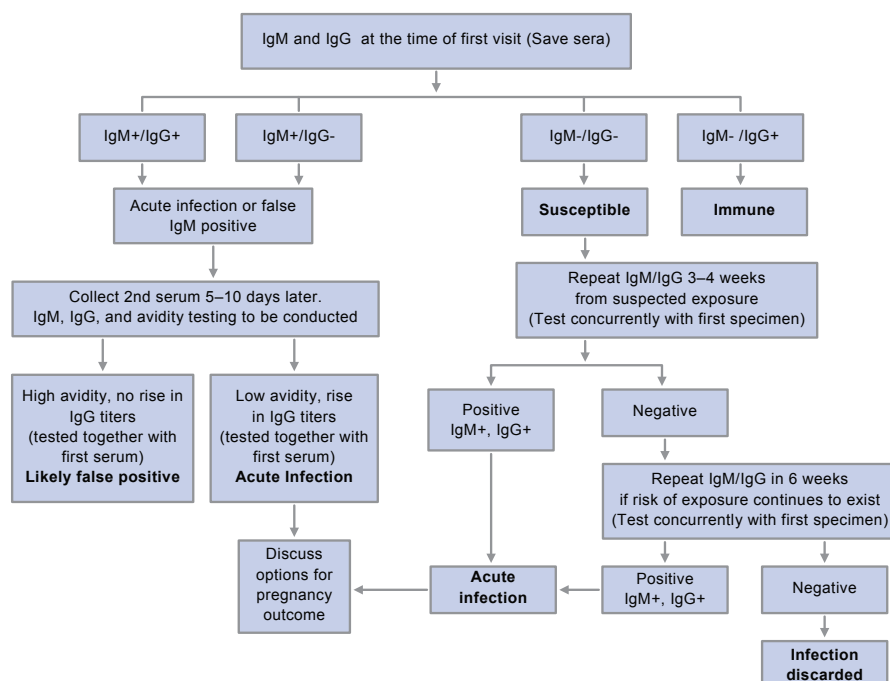 IgM and IgG at the time of first visit (Save sera)
IgM+/IgG+
IgM+/IgG-
IgM-/IgG-
IgM- /IgG+
Acute infection or false
IgM positive
Susceptible
Immune
Collect 2nd serum 5–10 days later.
IgM, IgG, and avidity testing to be conducted
Repeat IgM/IgG 3–4 weeks
from suspected exposure
(Test concurrently with first specimen)
High avidity, no rise in
IgG titers
(tested together with
first serum)
Likely false positive
Low avidity, rise
in IgG titers
(tested together with
first serum)
Acute Infection
Positive
IgM+, IgG+
Negative
Repeat IgM/IgG in 6 weeks
if risk of exposure continues to exist
(Test concurrently with first specimen)
Discuss
options for
pregnancy
outcome
Acute
infection
Positive
IgM+, IgG+
Negative
Infection
discarded